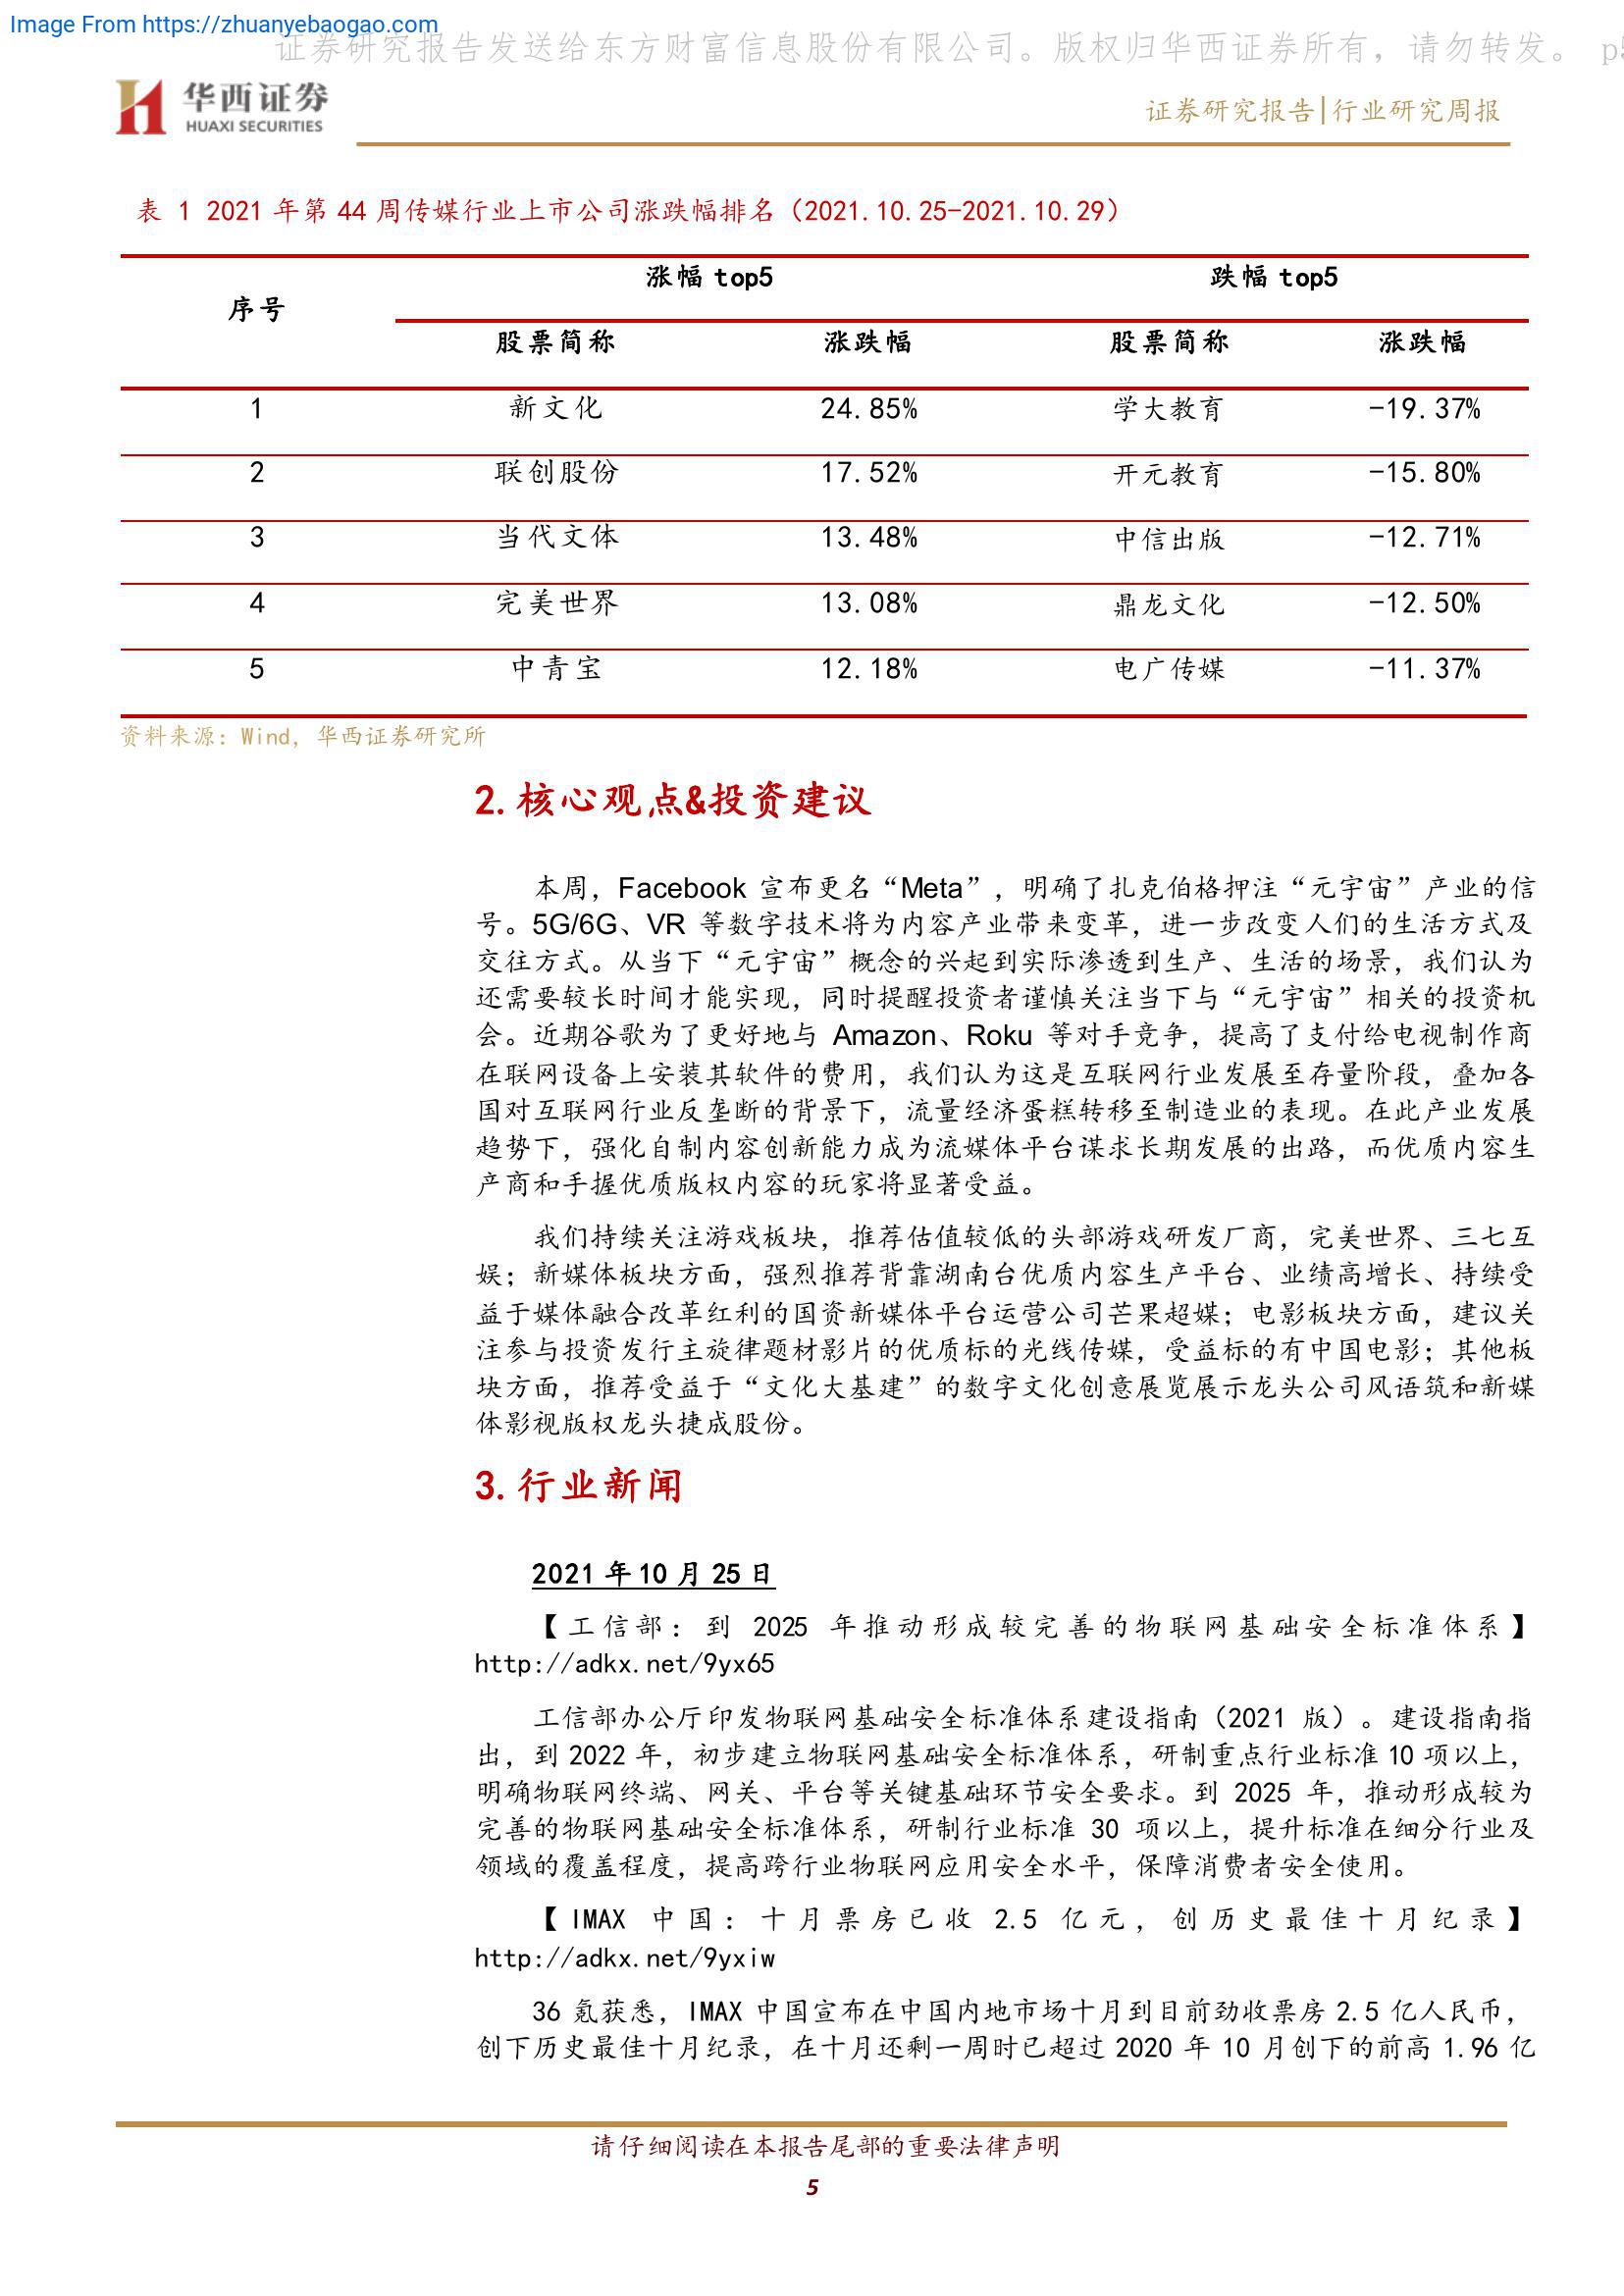 Image From https://zhuanyebaogao.com
证券研究报告发送给东方财富信息股份有限公司。版权归华西证券所有，请勿转发。 p5
华西证券
HUAXI SECURITIES
证券研究报告|行业研究周报
表 1 2021 年第 44 周传媒行业上市公司涨跌幅排名（2021.10.25-2021.10.29）
序号 涨幅 top5 跌幅 top5
股票简称 涨跌幅 股票简称 涨跌幅
1 新文化 24.85% 学大教育 -19.37%
2 联创股份 17.52% 开元教育 -15.80%
3 当代文体 13.48% 中信出版 -12.71%
4 完美世界 13.08% 鼎龙文化 -12.50%
5 中青宝 12.18% 电广传媒 -11.37%
资料来源：Wind，华西证券研究所
2.核心观点&投资建议
本周，Facebook 宣布更名“Meta”，明确了扎克伯格押注“元宇宙”产业的信
号。5G/6G、VR 等数字技术将为内容产业带来变革，进一步改变人们的生活方式及
交往方式。从当下“元宇宙”概念的兴起到实际渗透到生产、生活的场景，我们认为
还需要较长时间才能实现，同时提醒投资者谨慎关注当下与“元宇宙”相关的投资机
会。近期谷歌为了更好地与 Amazon、Roku 等对手竞争，提高了支付给电视制作商
在联网设备上安装其软件的费用，我们认为这是互联网行业发展至存量阶段，叠加各
国对互联网行业反垄断的背景下，流量经济蛋糕转移至制造业的表现。在此产业发展
趋势下，强化自制内容创新能力成为流媒体平台谋求长期发展的出路，而优质内容生
产商和手握优质版权内容的玩家将显著受益。
我们持续关注游戏板块，推荐估值较低的头部游戏研发厂商，完美世界、三七互
娱；新媒体板块方面，强烈推荐背靠湖南台优质内容生产平台、业绩高增长、持续受
益于媒体融合改革红利的国资新媒体平台运营公司芒果超媒；电影板块方面，建议关
注参与投资发行主旋律题材影片的优质标的光线传媒，受益标的有中国电影；其他板
块方面，推荐受益于“文化大基建”的数字文化创意展览展示龙头公司风语筑和新媒
体影视版权龙头捷成股份。
3.行业新闻
2021 年 10 月 25 日
【工信部：到 2025 年推动形成较完善的物联网基础安全标准体系】
http://adkx.net/9yx65
工信部办公厅印发物联网基础安全标准体系建设指南（2021 版）。建设指南指
出，到 2022 年，初步建立物联网基础安全标准体系，研制重点行业标准 10 项以上，
明确物联网终端、网关、平台等关键基础环节安全要求。到 2025 年，推动形成较为
完善的物联网基础安全标准体系，研制行业标准 30 项以上，提升标准在细分行业及
领域的覆盖程度，提高跨行业物联网应用安全水平，保障消费者安全使用。
【IMAX 中国：十月票房已收 2.5 亿元，创历史最佳十月纪录】
http://adkx.net/9yxiw
36 氪获悉，IMAX 中国宣布在中国内地市场十月到目前劲收票房 2.5 亿人民币，
创下历史最佳十月纪录，在十月还剩一周时已超过 2020 年 10 月创下的前高 1.96 亿
请仔细阅读在本报告尾部的重要法律声明
5